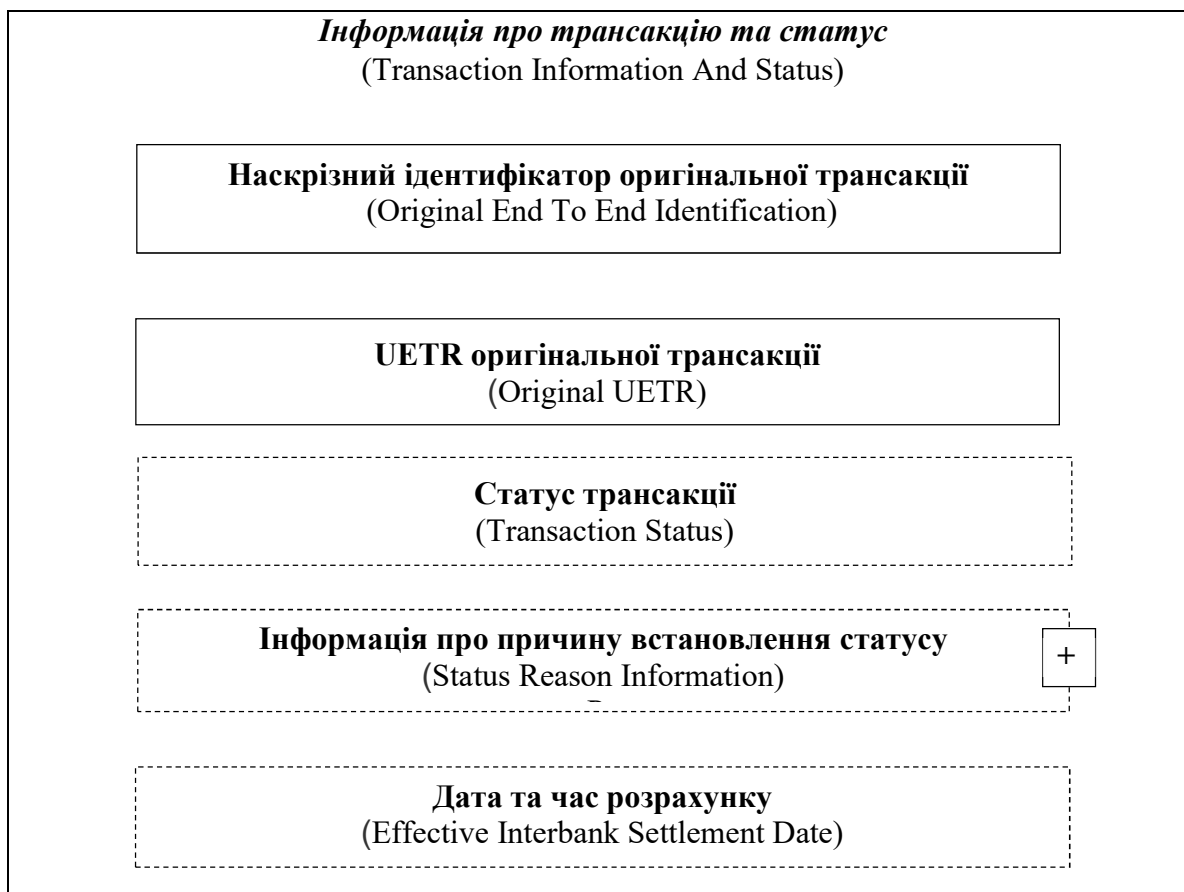 Інформація про трансакцію та статус
(Transaction Information And Status)
Наскрізний ідентифікатор оригінальної трансакції
(Original End To End Identification)
UETR оригінальної трансакції
(Original UETR)
Статус трансакції
(Transaction Status)
Інформація про причину встановлення статусу
(Status Reason Information)
+
Дата та час розрахунку
(Effective Interbank Settlement Date)